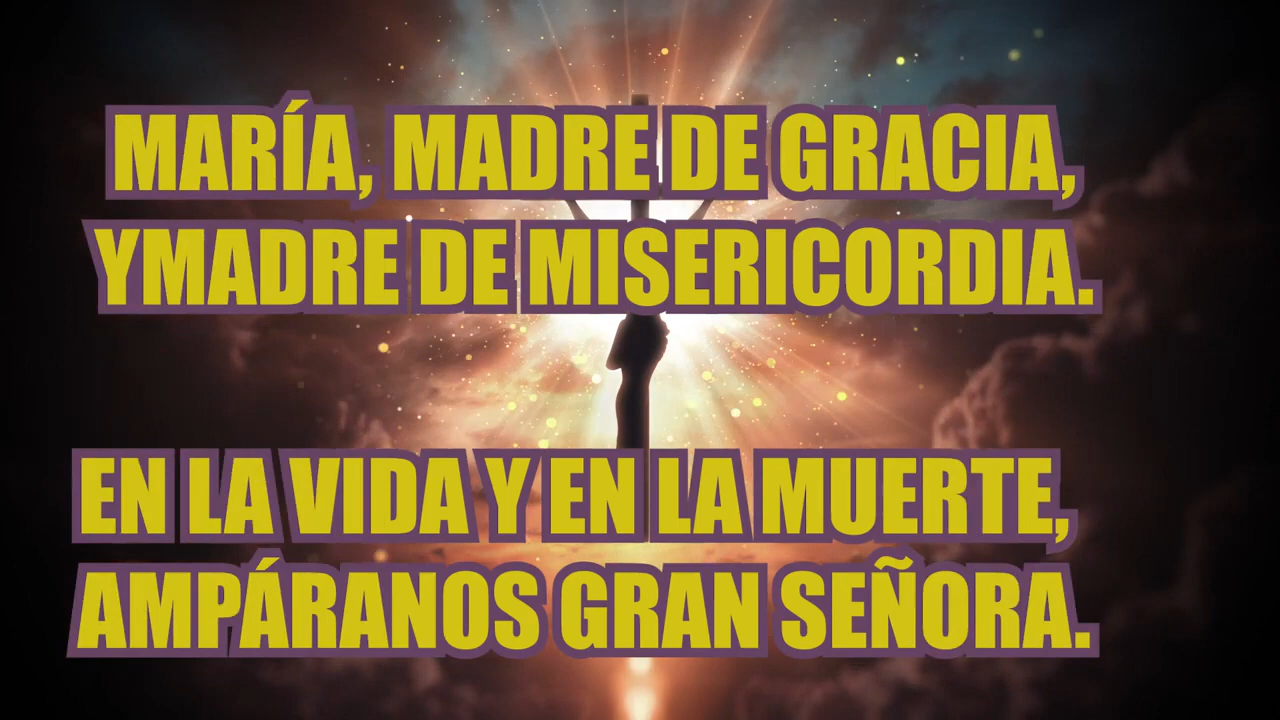 MARÍA, MADRE DE GRACIA,
YMADRE DE MISERICORDIA.
EN LA VIDA Y EN LA MUERTE,
AMPÁRANOS GRAN SEÑORA.